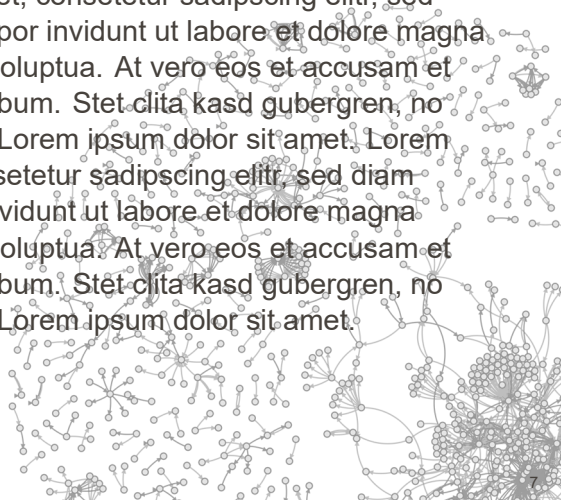 et, consetetur sadipscing elitr, sed
por invidunt ut labore et dolore magna
oluptua. At vero eos et accusam et
bum. Stet clita kasd gubergren, no
Lorem ipsum dolor sit amet. Lorem
setetur sadipscing elitr, sed diam
vidunt ut labore et dolore magna
oluptua. At vero eos et accusam et
bum. Stet clita kasd gubergren, no
Lorem ipsum dolor sit amet.
7